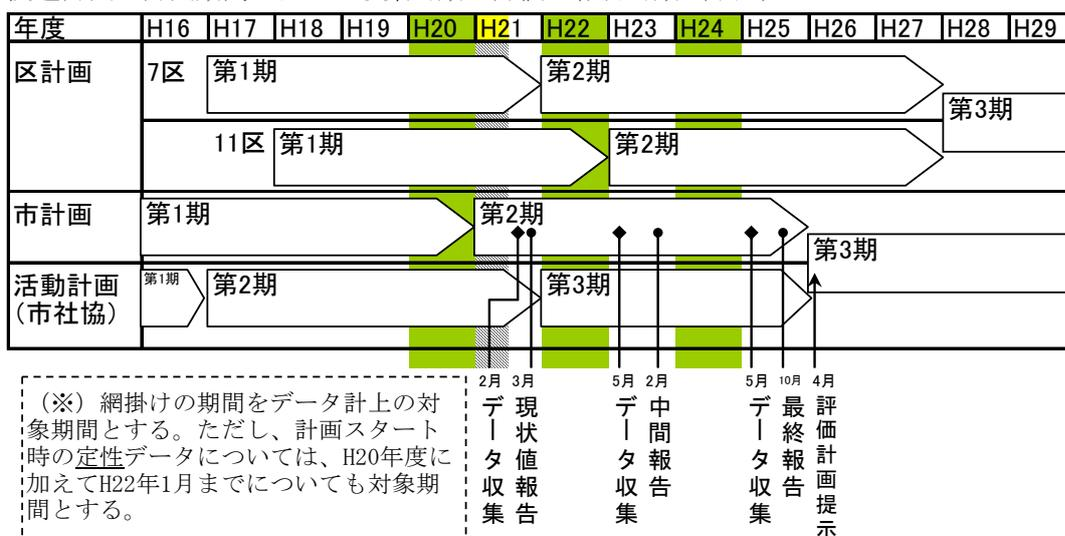 年度 H16 H17 H18 H19 H20 H21 H22 H23 H24 H25 H26 H27 H28 H29
区計画 7区 第1期 第2期
第3期
11区 第1期 第2期
市計画 第1期 第2期
第3期
活動計画 第1期 第2期 第3期
(市社協)
2月 3月 5月 2月 5月 10月 4月
データ収集
現状値報告
データ収集
中間報告
データ収集
最終報告
評価計画提示
（※）網掛けの期間をデータ計上の対
象期間とする。ただし、計画スタート
時の定性データについては、H20年度に
加えてH22年1月までについても対象期
間とする。